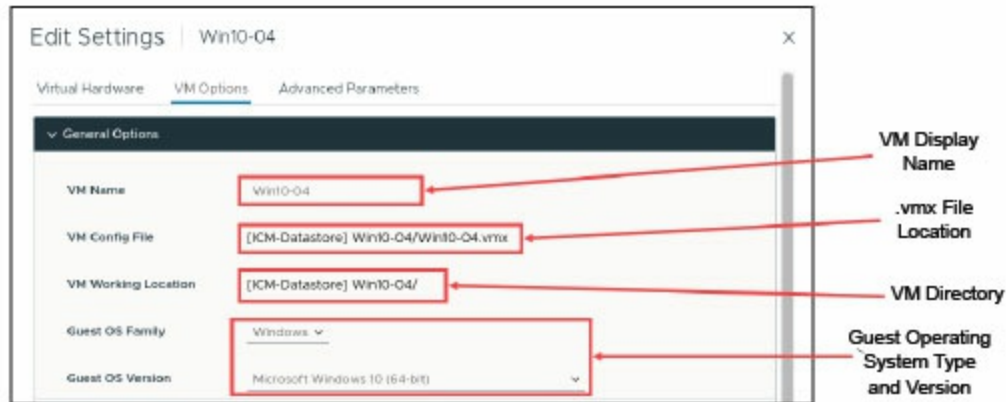 Edit Settings | Win10-04 ×
Virtual Hardware VM Options Advanced Parameters
General Options
VM Display
Name
VM Name Win10-04
.vmx File
Location
VM Config File [ICM-Datastore] Win10-04/Win10-04.vmx
VM Working Location [ICM-Datastore] Win10-04/
VM Directory
Guest OS Family Windows
Guest Operating
System Type
and Version
Guest OS Version Microsoft Windows 10 (64-bit)